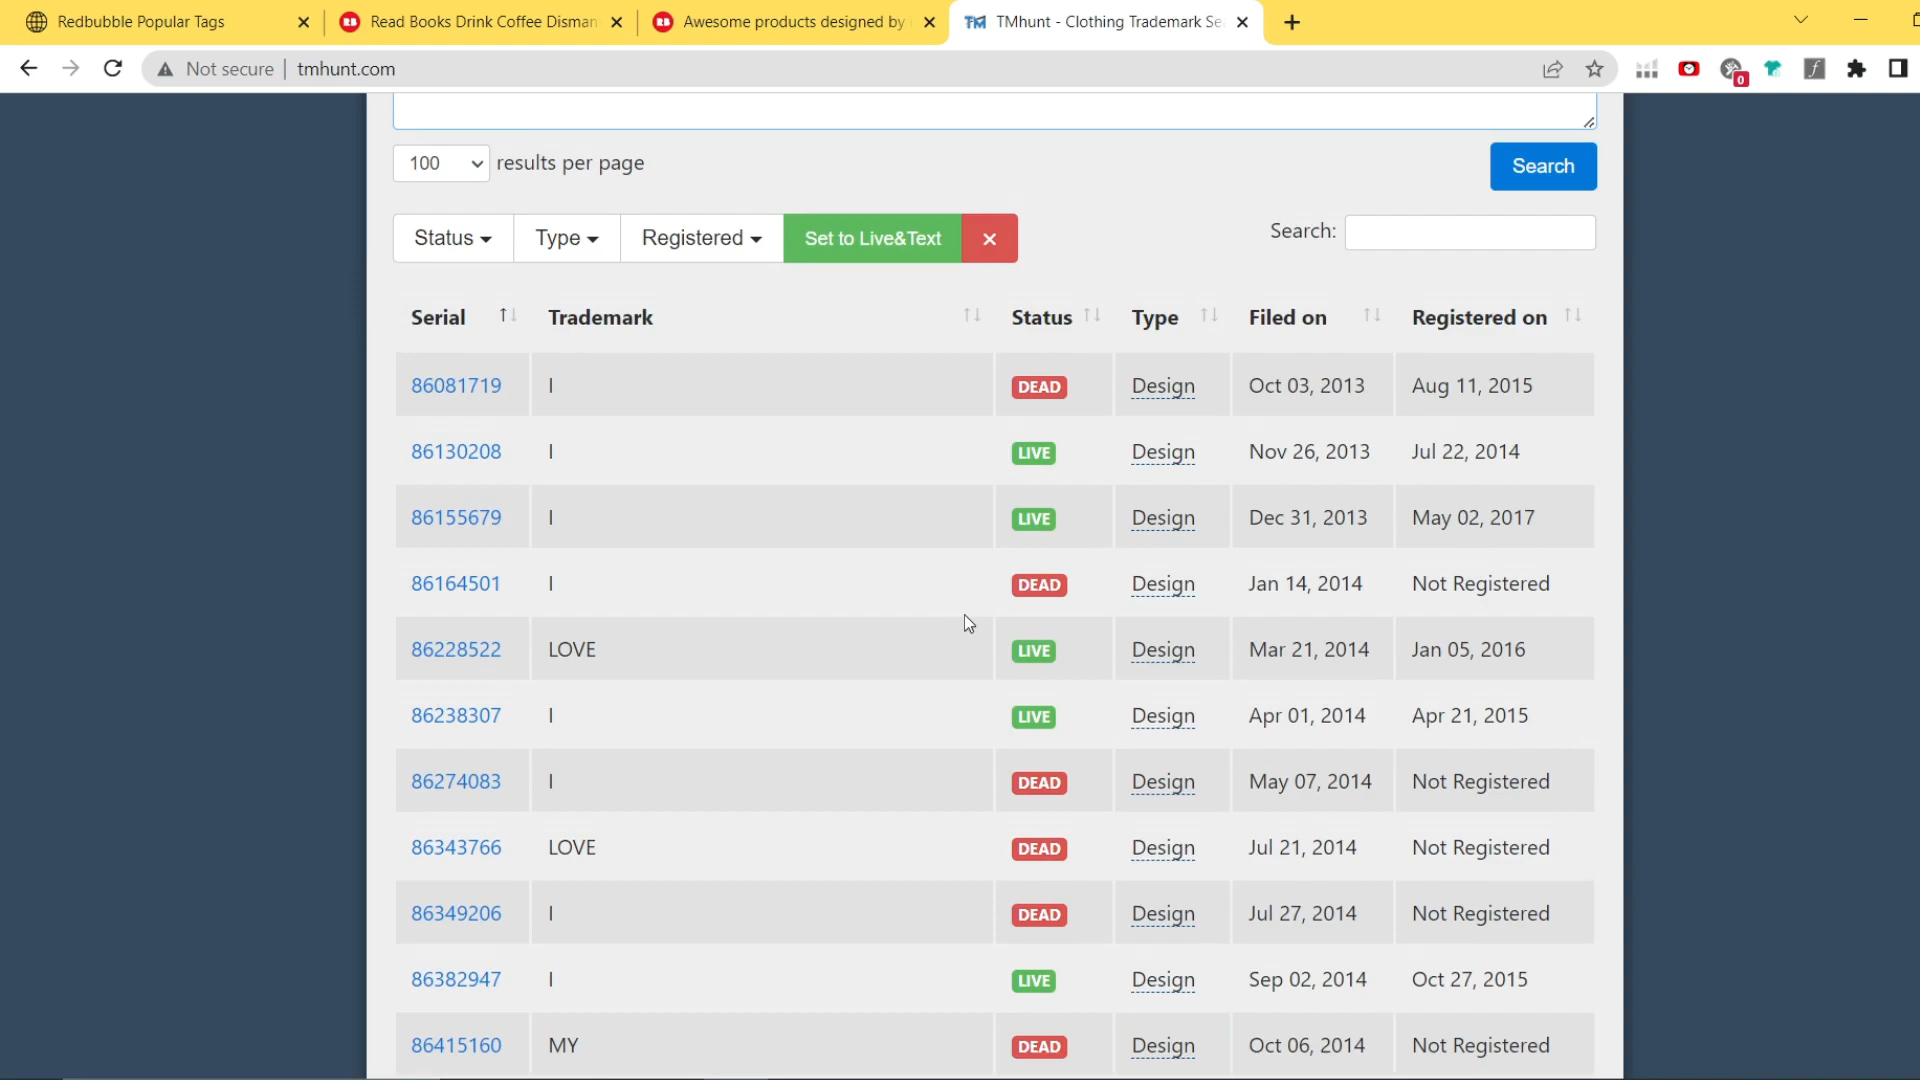 Redbubble Popular Tags
Read Books Drink Coffee Disman
Awesome products designed by
TM TMhunt - Clothing Trademark Se
Not secure tmhunt.com
0
100 results per page
Search
Status Type Registered Set to Live&Text ×
Search:
Serial Trademark Status Type Filed on Registered on
86081719 I DEAD Design Oct 03, 2013 Aug 11, 2015
86130208 I LIVE Design Nov 26, 2013 Jul 22, 2014
86155679 I LIVE Design Dec 31, 2013 May 02, 2017
86164501 I DEAD Design Jan 14, 2014 Not Registered
86228522 LOVE LIVE Design Mar 21, 2014 Jan 05, 2016
86238307 I LIVE Design Apr 01, 2014 Apr 21, 2015
86274083 I DEAD Design May 07, 2014 Not Registered
86343766 LOVE DEAD Design Jul 21, 2014 Not Registered
86349206 I DEAD Design Jul 27, 2014 Not Registered
86382947 I LIVE Design Sep 02, 2014 Oct 27, 2015
86415160 MY DEAD Design Oct 06, 2014 Not Registered